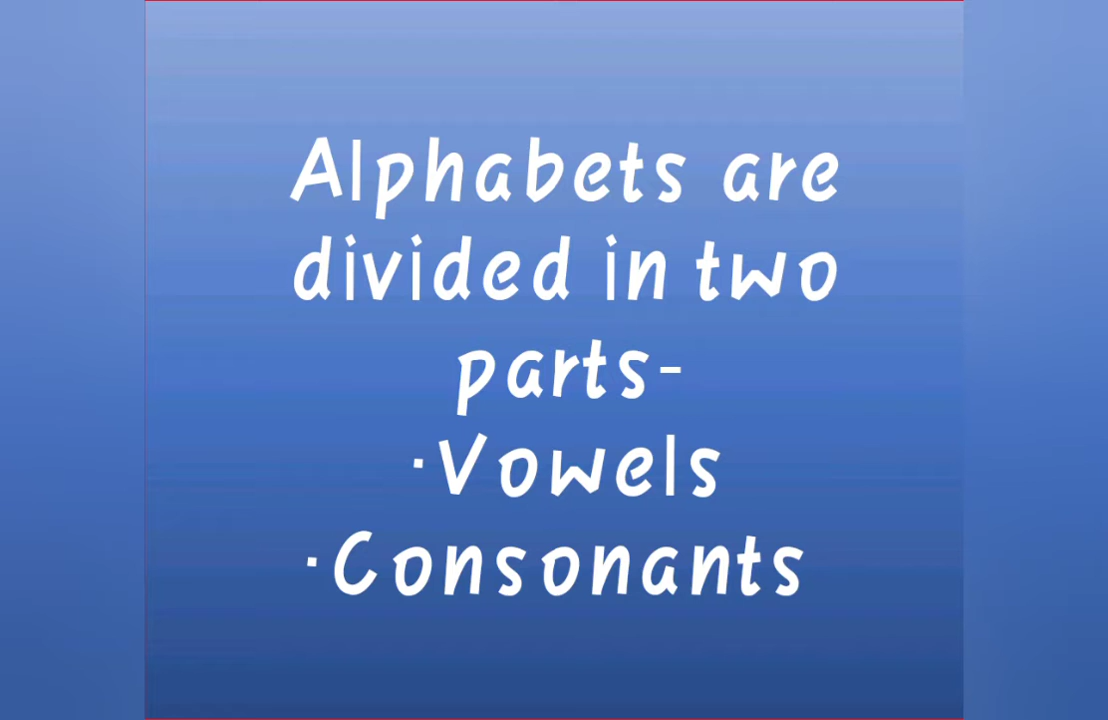 Alphabets are
divided in two
parts-
·Vowels
·Consonants